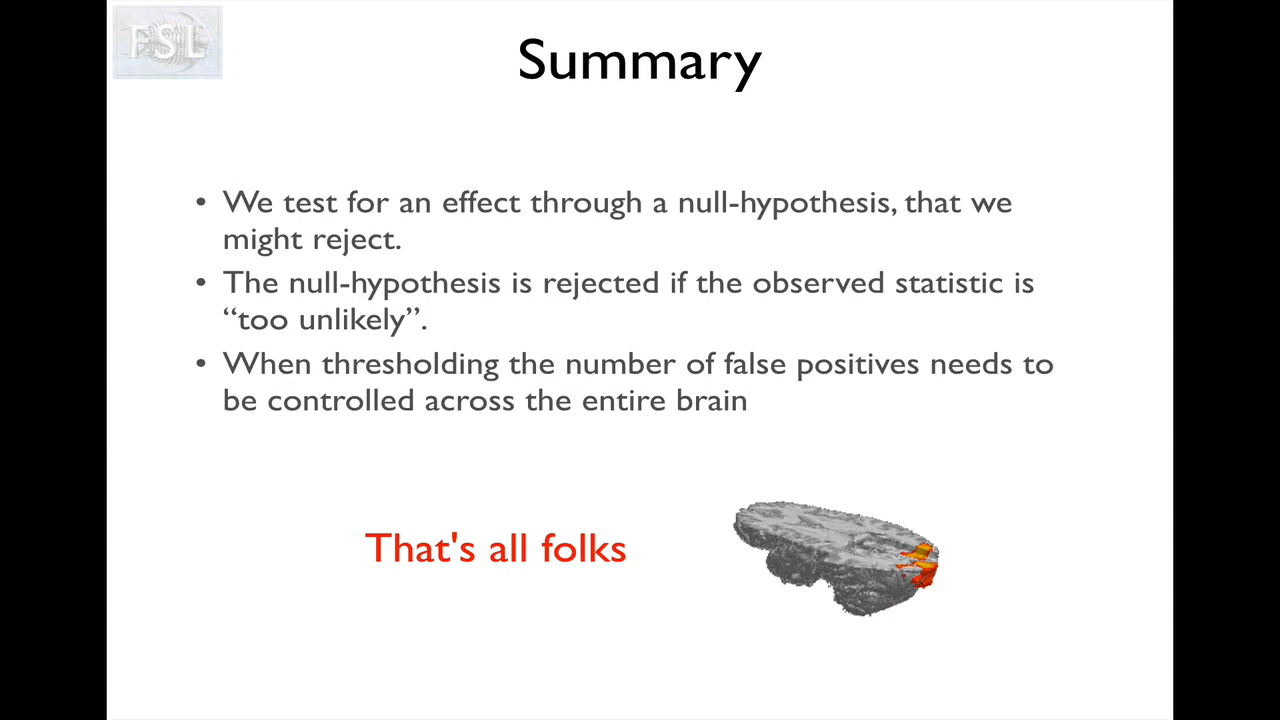 FSL
Summary
• We test for an effect through a null-hypothesis, that we
might reject.
• The null-hypothesis is rejected if the observed statistic is
“too unlikely”.
• When thresholding the number of false positives needs to
be controlled across the entire brain
That's all folks